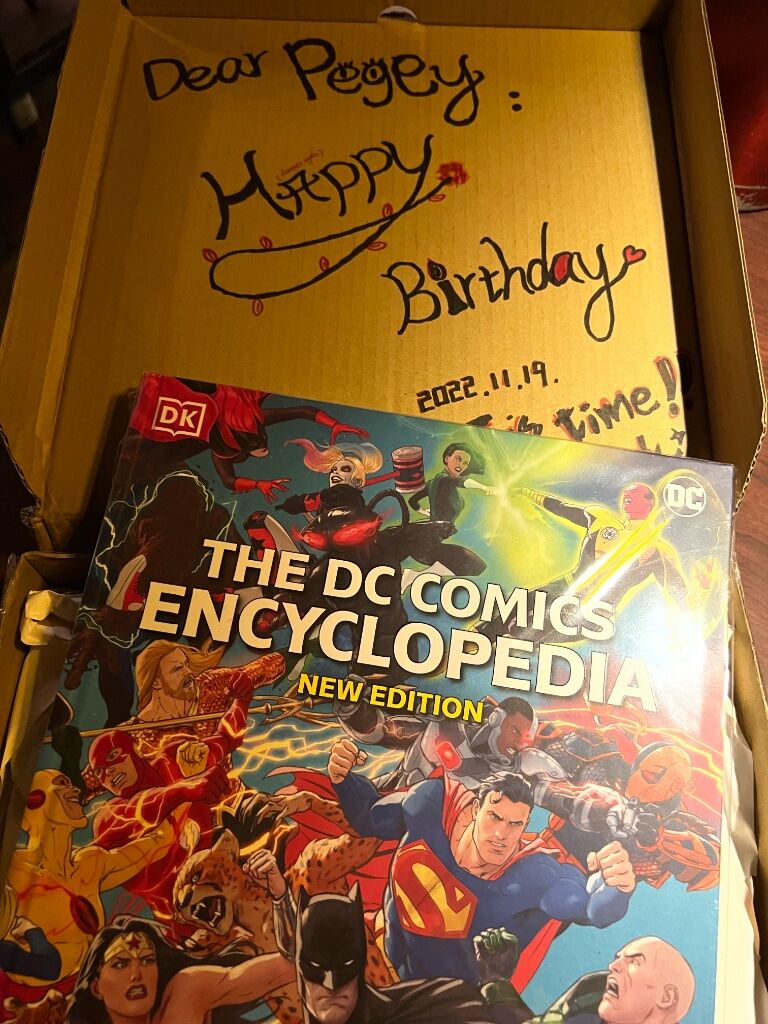 Dear Pegey :
Happy
Birthday
2022.11.19.
time!!
DK
DC
THE DC COMICS
ENCYCLOPEDIA
NEW EDITION